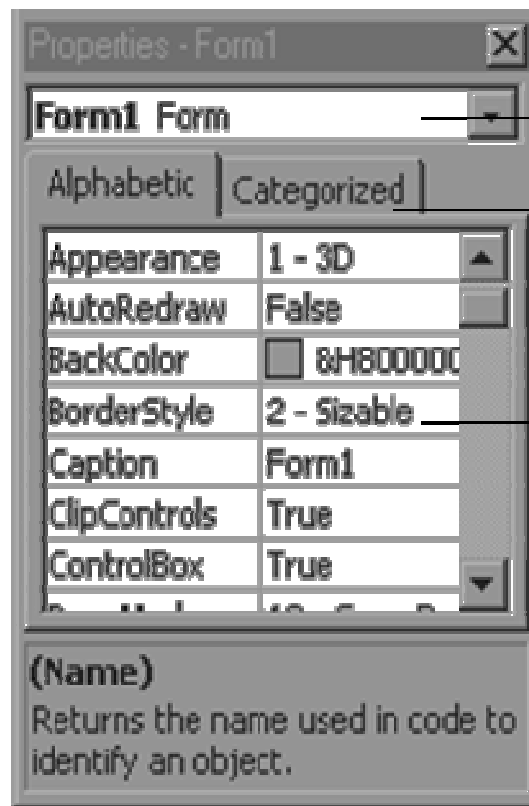 Properties - Form1
Form1 Form
Alphabetic Categorized
Appearance 1 - 3D
AutoRedraw False
BackColor &H800000
BorderStyle 2 - Sizable
Caption Form1
ClipControls True
ControlBox True
(Name)
Returns the name used in code to
identify an object.